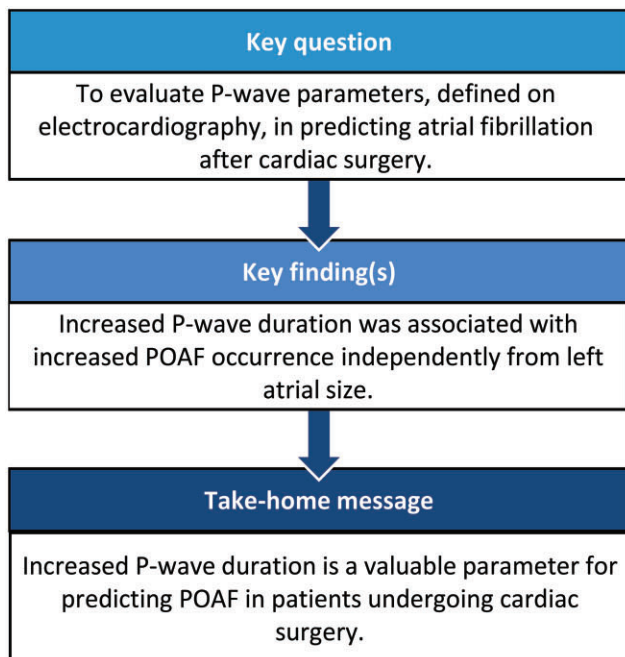 Key question
To evaluate P-wave parameters, defined on
electrocardiography, in predicting atrial fibrillation
after cardiac surgery.
Key finding(s)
Increased P-wave duration was associated with
increased POAF occurrence independently from left
atrial size.
Take-home message
Increased P-wave duration is a valuable parameter for
predicting POAF in patients undergoing cardiac
surgery.